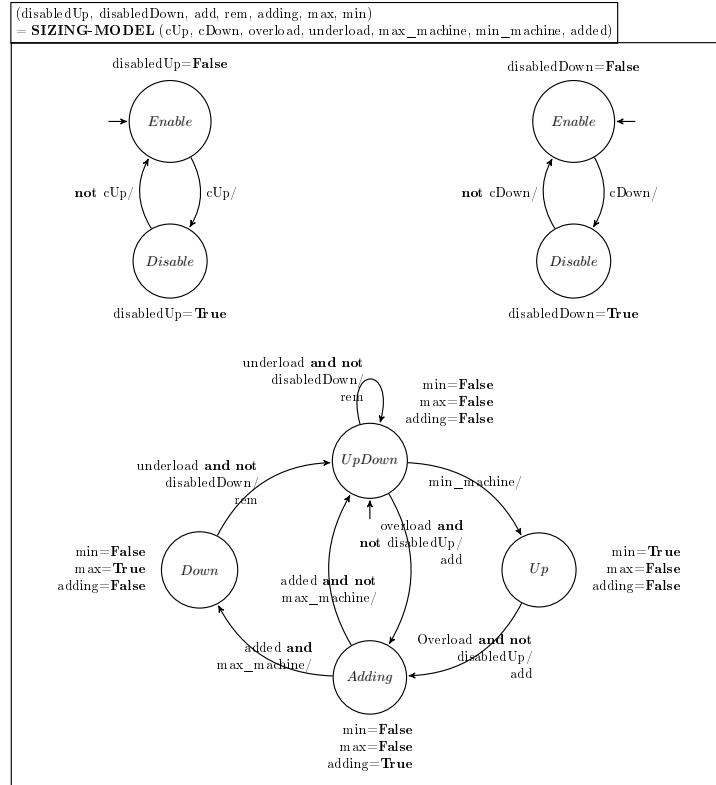 (disabledUp, disabledDown, add, rem, adding, max, min)
= SIZING-MODEL (cUp, cDown, overload, underload, max_machine, min_machine, added)
disabledUp=False
Enable
not cUp/
cUp/
Disable
disabledUp=True
disabledDown=False
Enable
not cDown/
cDown/
Disable
disabledDown=True
underload and not
disabledDown/
rem
min=False
max=False
adding=False
UpDown
underload and not
disabledDown/
rem
min_machine/
overload and
not disabledUp/
add
min=False
max=True
adding=False
Down
added and not
max_machine/
Up
min=True
max=False
adding=False
added and
max_machine/
Adding
Overload and not
disabledUp/
add
min=False
max=False
adding=True